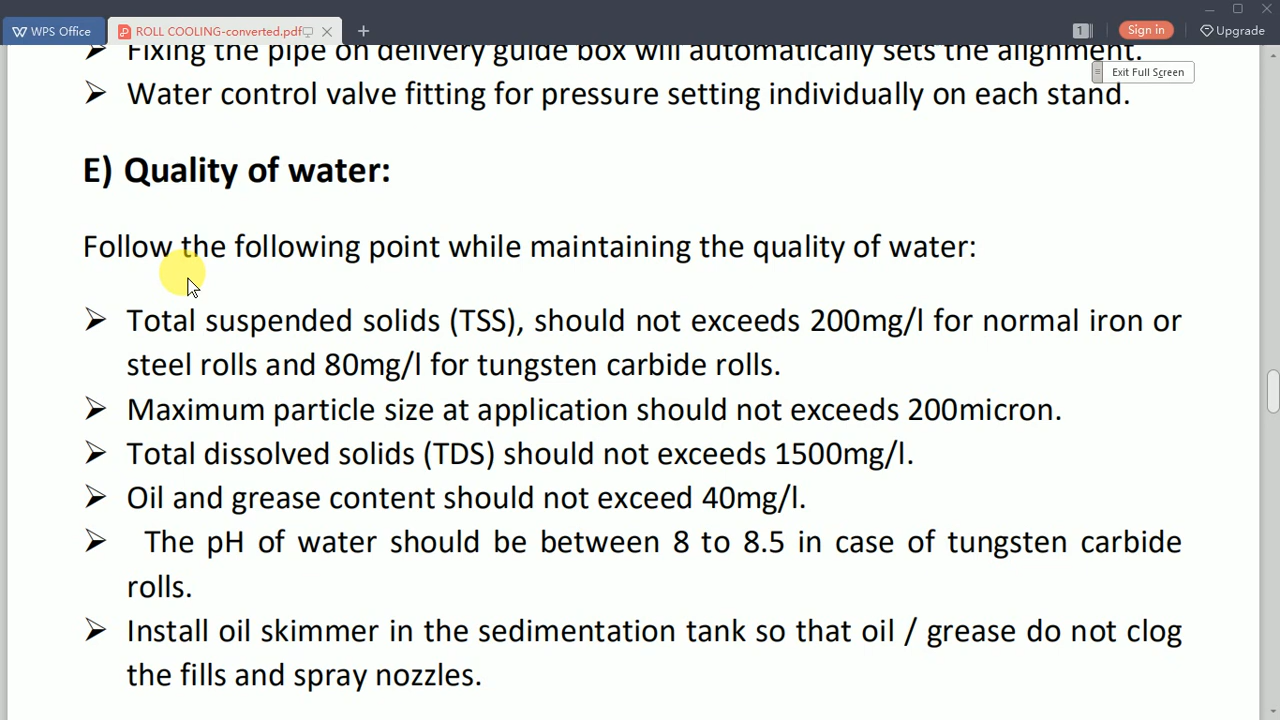 WPS Office
ROLL COOLING-converted.pdf
1
Sign in
Upgrade
Exit Full Screen
➢ Fixing the pipe on delivery guide box will automatically sets the alignment.
➢ Water control valve fitting for pressure setting individually on each stand.
E) Quality of water:
Follow the following point while maintaining the quality of water:
➢ Total suspended solids (TSS), should not exceeds 200mg/l for normal iron or
steel rolls and 80mg/l for tungsten carbide rolls.
➢ Maximum particle size at application should not exceeds 200micron.
➢ Total dissolved solids (TDS) should not exceeds 1500mg/l.
➢ Oil and grease content should not exceed 40mg/l.
➢ The pH of water should be between 8 to 8.5 in case of tungsten carbide
rolls.
➢ Install oil skimmer in the sedimentation tank so that oil / grease do not clog
the fills and spray nozzles.